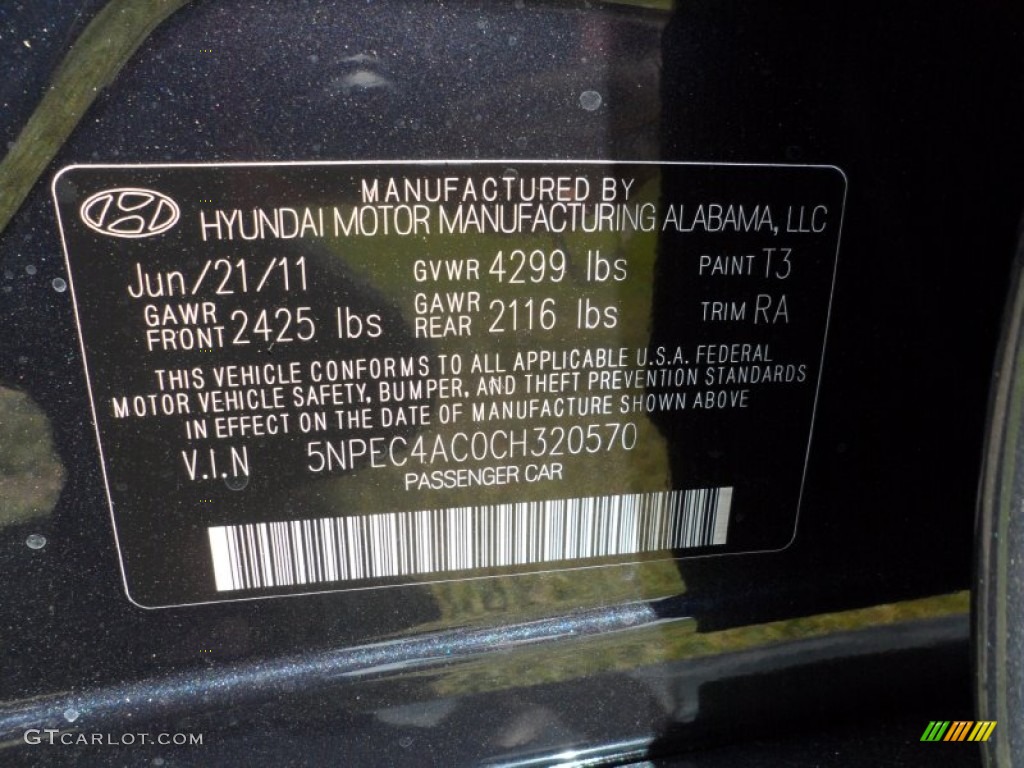 MANUFACTURED BY
HYUNDAI MOTOR MANUFACTURING ALABAMA, LLC
Jun/21/11 GVWR 4299 lbs PAINT T3
GAWR FRONT 2425 lbs GAWR REAR 2116 lbs TRIM RA
THIS VEHICLE CONFORMS TO ALL APPLICABLE U.S.A. FEDERAL
MOTOR VEHICLE SAFETY, BUMPER, AND THEFT PREVENTION STANDARDS
IN EFFECT ON THE DATE OF MANUFACTURE SHOWN ABOVE
V.I.N 5NPEC4AC0CH320570
PASSENGER CAR
GTCARLOT.COM